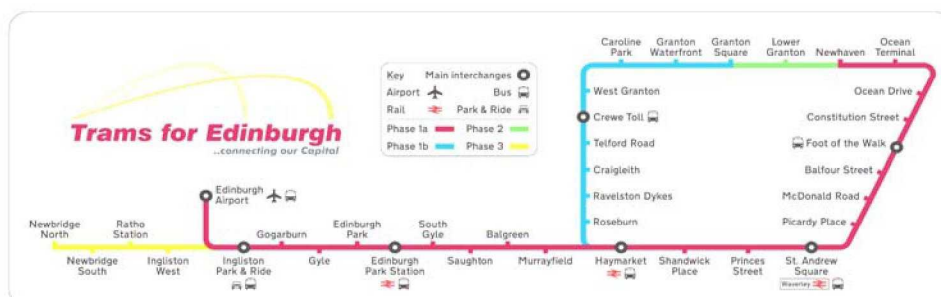 Trams for Edinburgh
..connecting our Capital
Key
Main interchanges
Airport
Bus
Rail
Park & Ride
Phase 1a
Phase 2
Phase 1b
Phase 3
Caroline
Park
Granton
Waterfront
Granton
Square
Lower
Granton
Newhaven
Ocean
Terminal
West Granton
Crewe Toll
Telford Road
Craigleith
Ravelston Dykes
Roseburn
Ocean Drive
Constitution Street
Foot of the Walk
Balfour Street
McDonald Road
Picardy Place
Edinburgh
Airport
Newbridge
North
Newbridge
South
Ratho
Station
Ingliston
West
Ingliston
Park & Ride
Gogarburn
Gyle
Edinburgh
Park
Edinburgh
Park Station
South
Gyle
Saughton
Balgreen
Murrayfield
Haymarket
Shandwick
Place
Princes
Street
St. Andrew
Square
Waverley